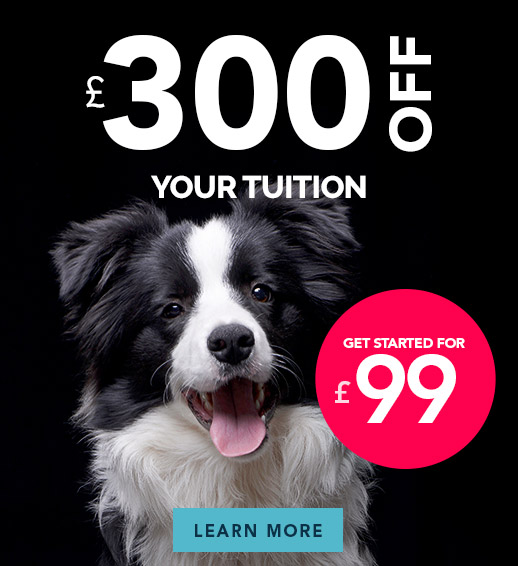 £300 OFF
YOUR TUITION
GET STARTED FOR
£99
LEARN MORE